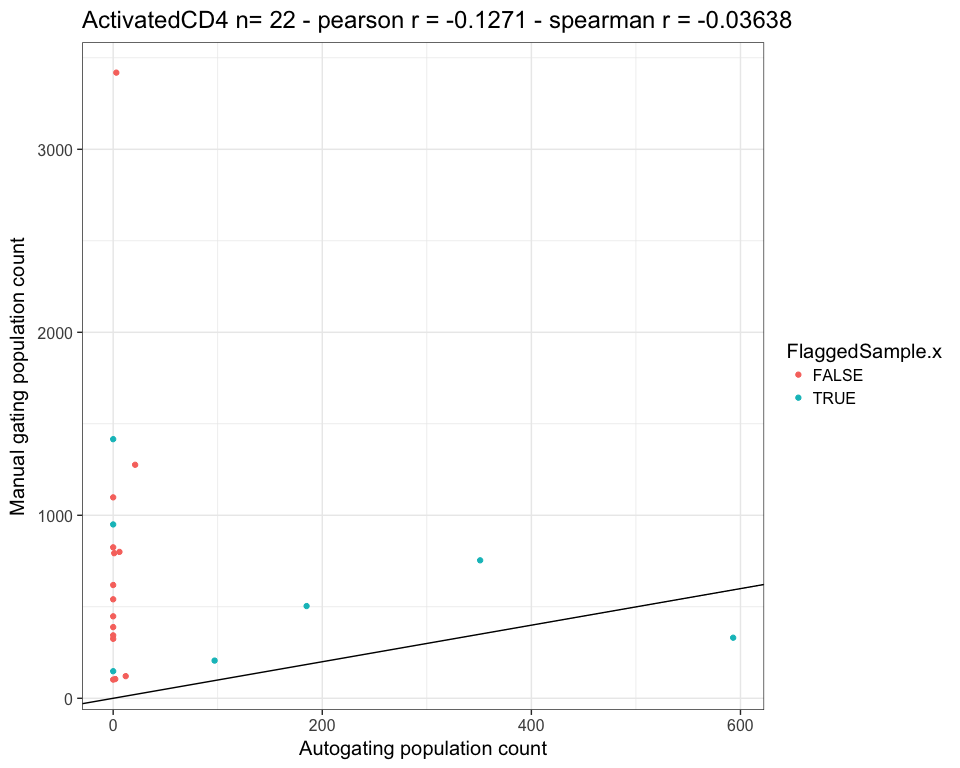 ActivatedCD4 n= 22 - pearson r = -0.1271 - spearman r = -0.03638
Manual gating population count
3000
2000
1000
0
0 200 400 600
Autogating population count
FlaggedSample.x
FALSE
TRUE